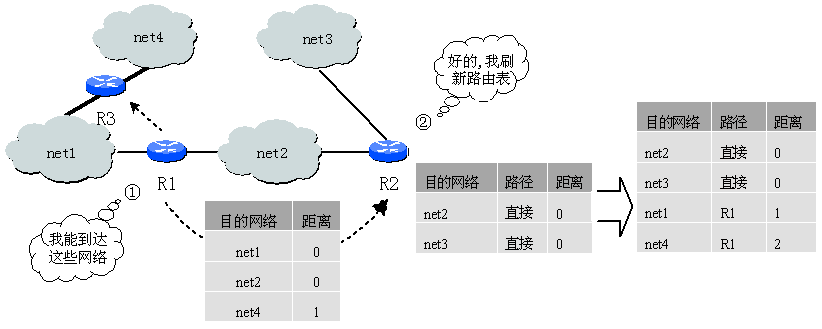 net4
net3
好的,我刷
新路由表
R3
②
net1
R1
net2
R2
①
我能到达
这些网络
目的网络 距离
net1 0
net2 0
net4 1
目的网络 路径 距离
net2 直接 0
net3 直接 0
目的网络 路径 距离
net2 直接 0
net3 直接 0
net1 R1 1
net4 R1 2